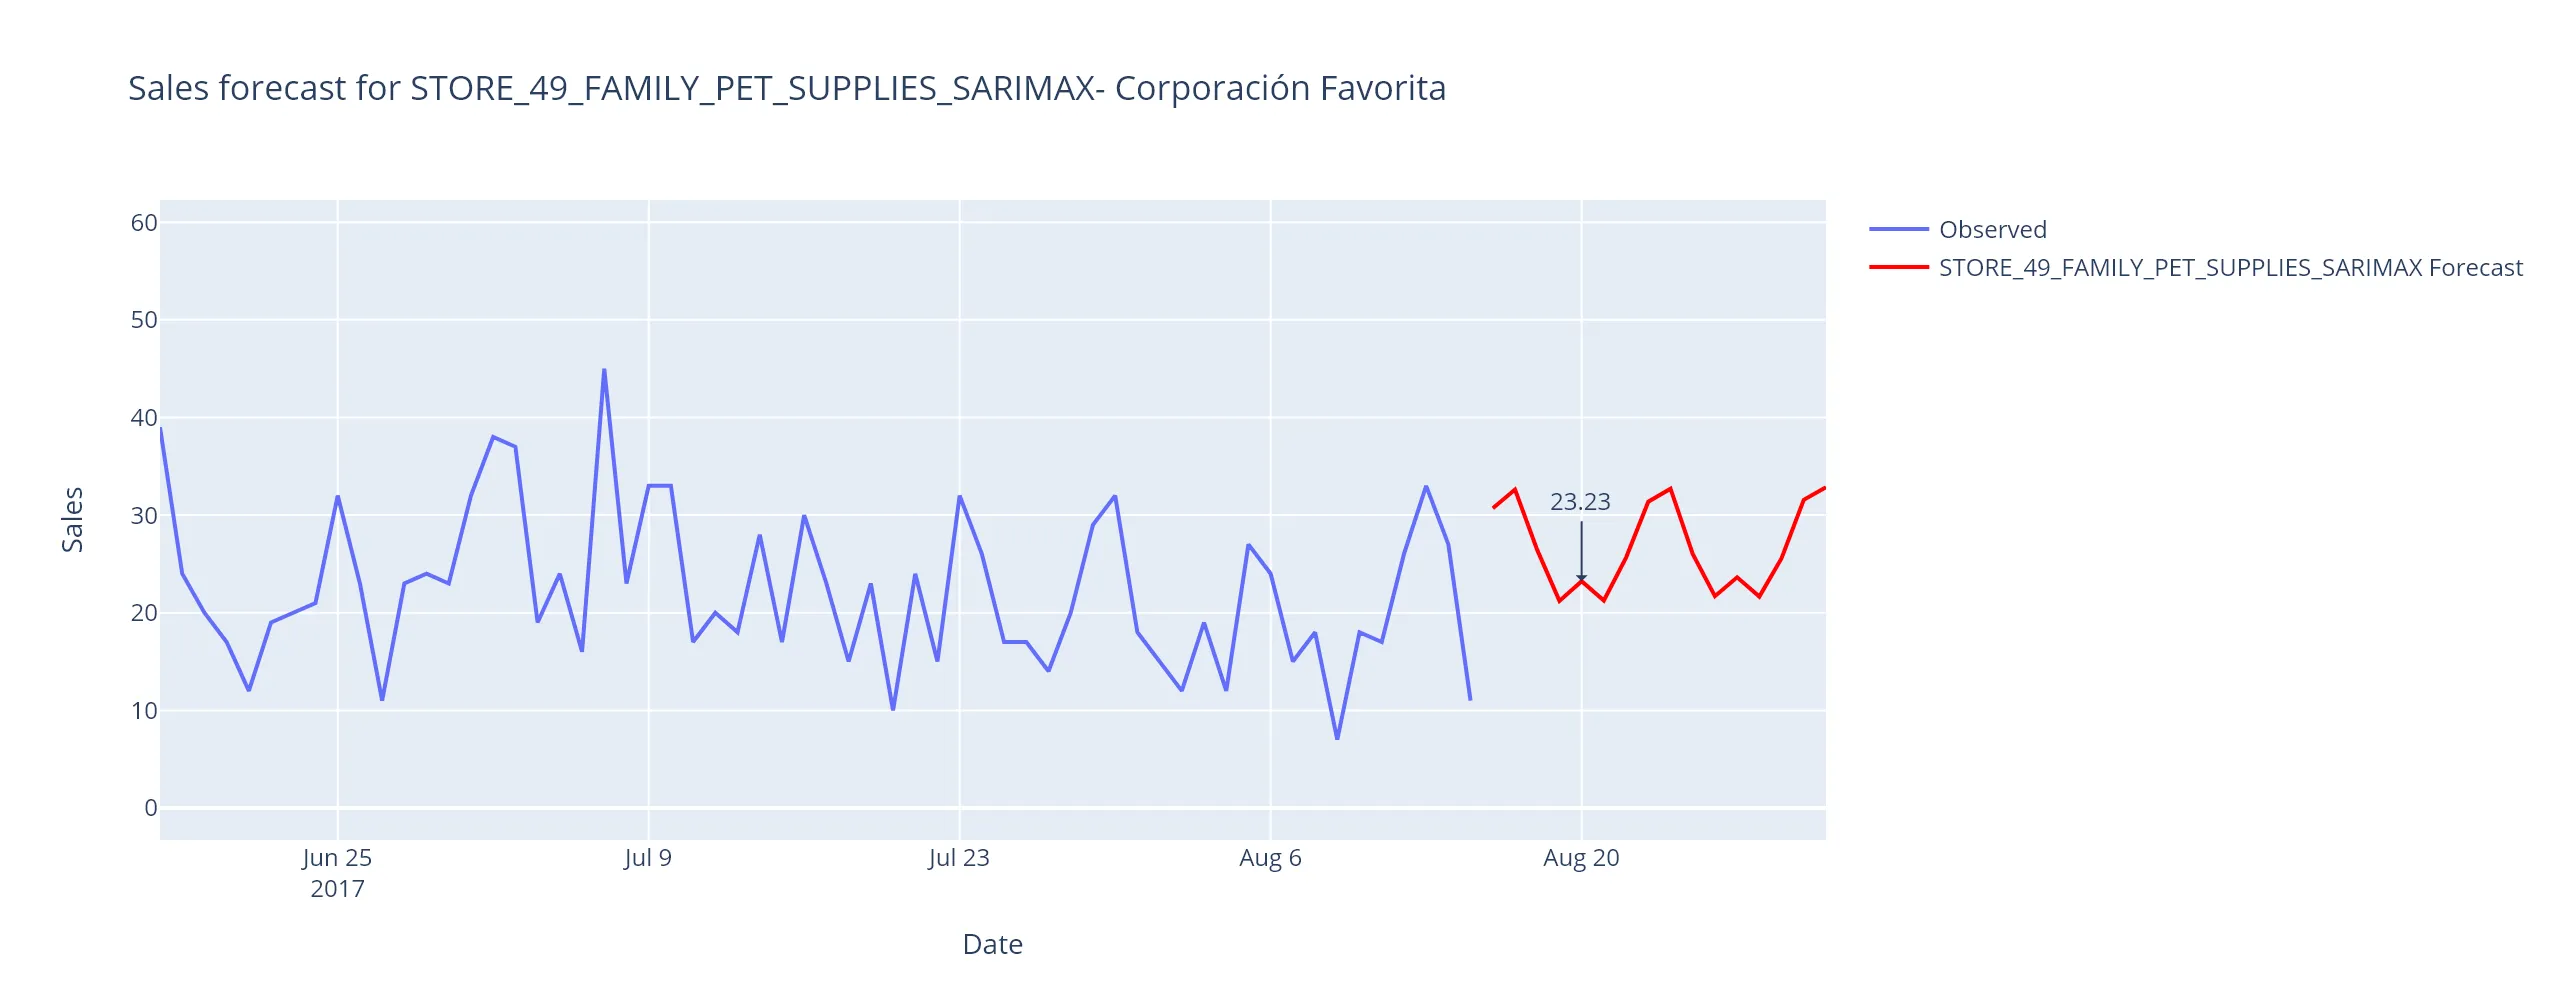 Sales forecast for STORE_49_FAMILY_PET_SUPPLIES_SARIMAX- Corporación Favorita
Observed
STORE_49_FAMILY_PET_SUPPLIES_SARIMAX Forecast
60
50
40
30
20
10
0
Sales
23.23
Jun 25
2017
Jul 9
Jul 23
Aug 6
Aug 20
Date